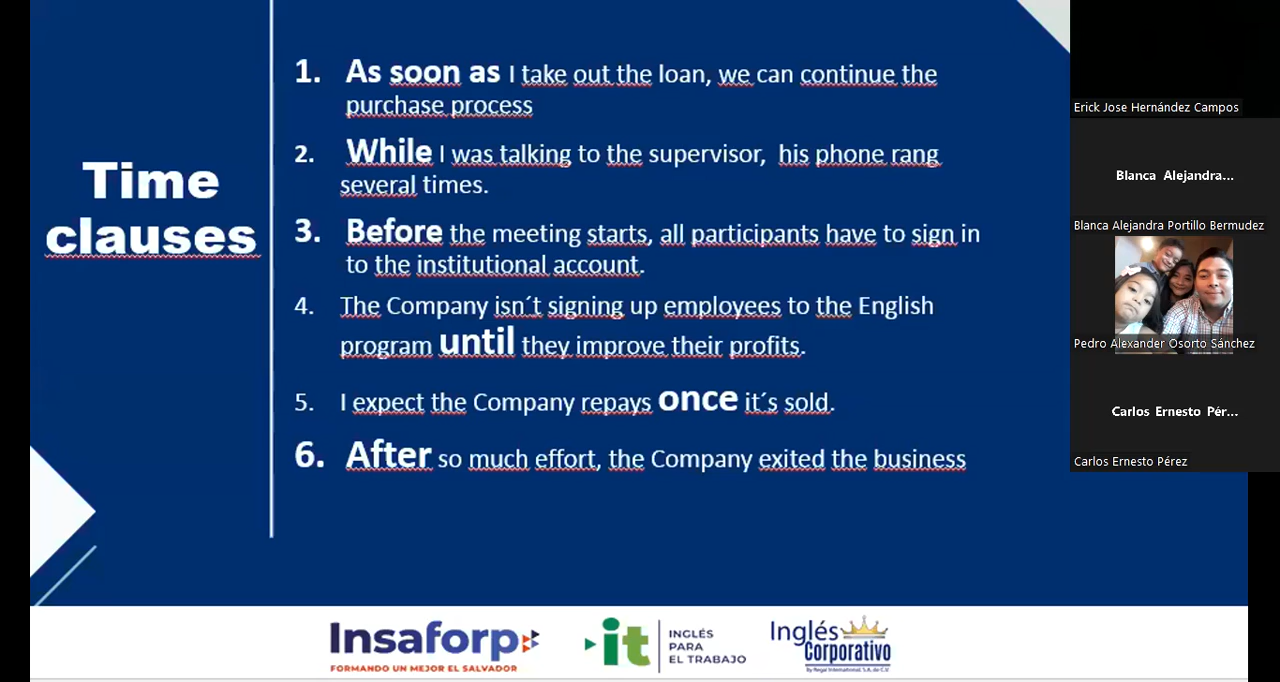 Time
clauses
1. As soon as I take out the loan, we can continue the
purchase process
2. While I was talking to the supervisor, his phone rang
several times.
3. Before the meeting starts, all participants have to sign in
to the institutional account.
4. The Company isn´t signing up employees to the English
program until they improve their profits.
5. I expect the Company repays once it´s sold.
6. After so much effort, the Company exited the business
Insaforp
FORMANDO UN MEJOR EL SALVADOR
it
INGLÉS
PARA
EL TRABAJO
Inglés
Corporativo
by Regal International, S.A. de C.V.
Erick Jose Hernández Campos
Blanca Alejandra...
Blanca Alejandra Portillo Bermudez
Pedro Alexander Osorto Sánchez
Carlos Ernesto Pér...
Carlos Ernesto Pérez